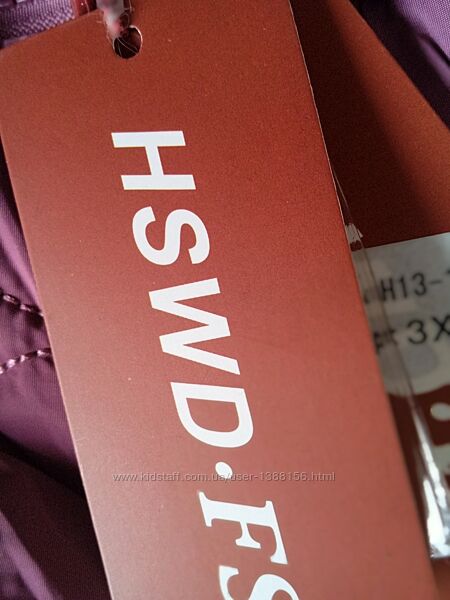 HSWD·FS
H13-
3X
www.kidstaff.com.ua/user-1388156.html